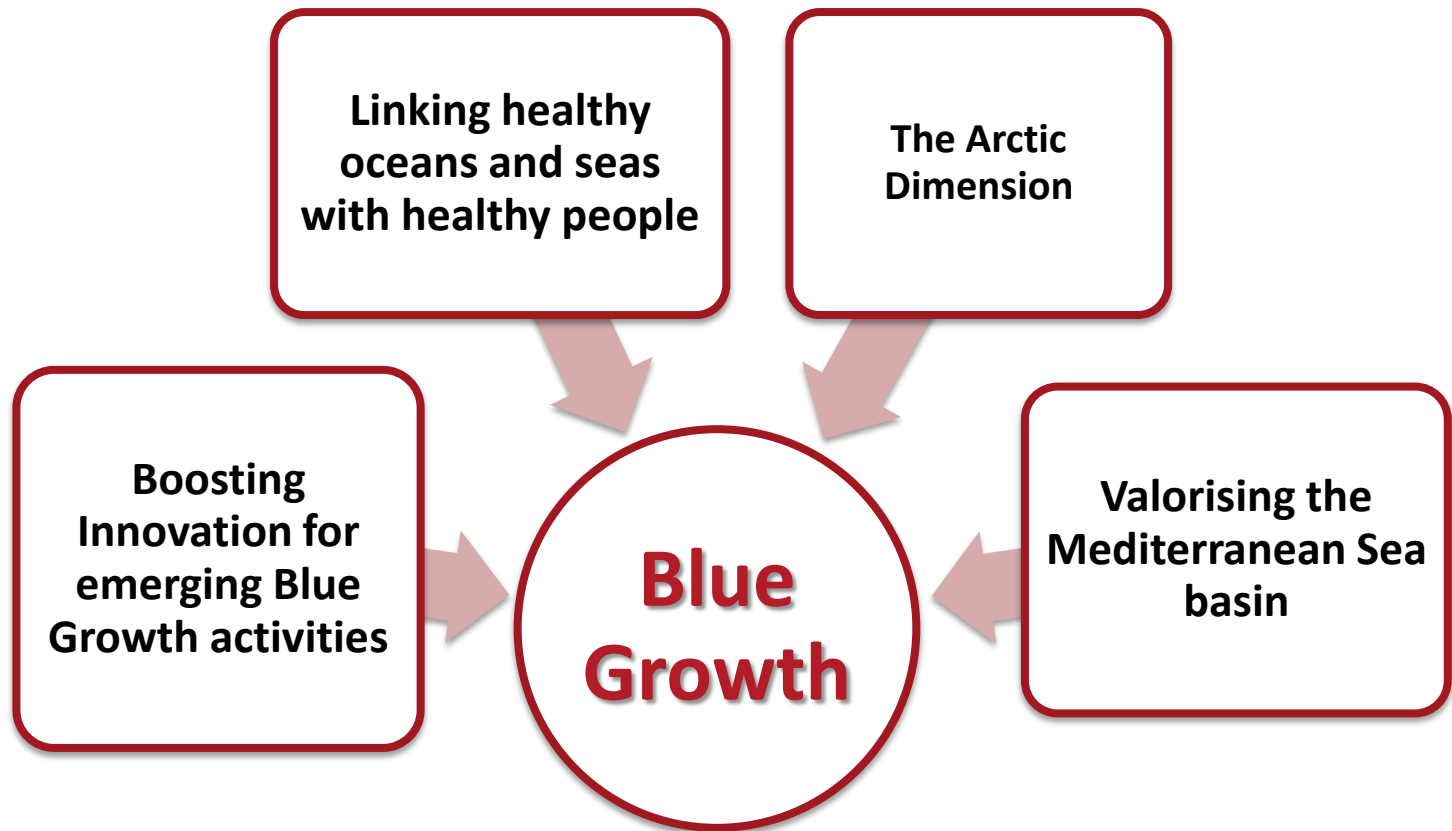 Linking healthy
oceans and seas
with healthy people
The Arctic
Dimension
Boosting
Innovation for
emerging Blue
Growth activities
Valorising the
Mediterranean Sea
basin
Blue
Growth